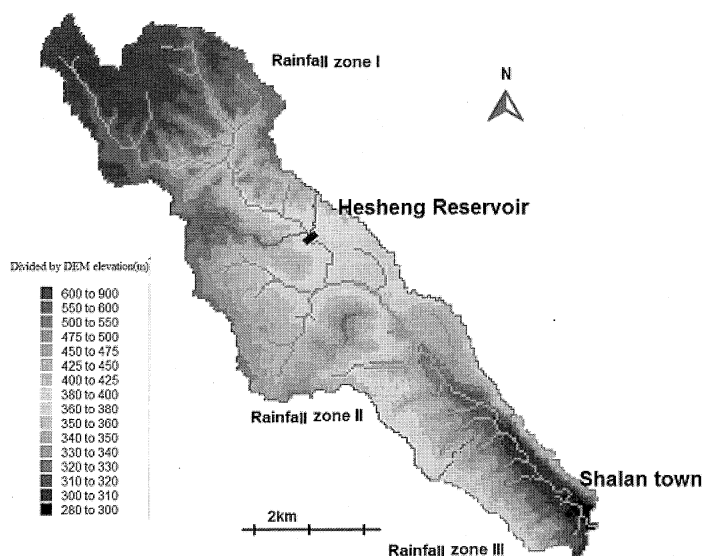 Rainfall zone I
N
Hesheng Reservoir
Divided by DEM elevation(m)
600 to 900
550 to 600
500 to 550
475 to 500
450 to 475
425 to 450
400 to 425
380 to 400
360 to 380
350 to 360
340 to 350
330 to 340
320 to 330
310 to 320
300 to 310
280 to 300
Rainfall zone II
Shalan town
2km
Rainfall zone III